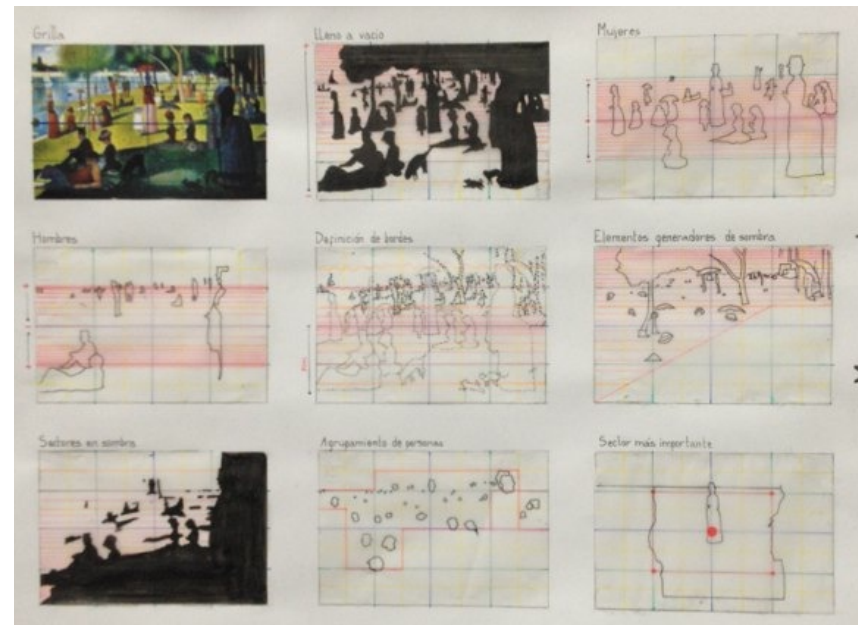 Grilla
Lleno a vacío
Mujeres
Hombres
Definición de bordes
Elementos generadores de sombra
Sectores en sombra
Agrupamiento de personas
Sector más importante